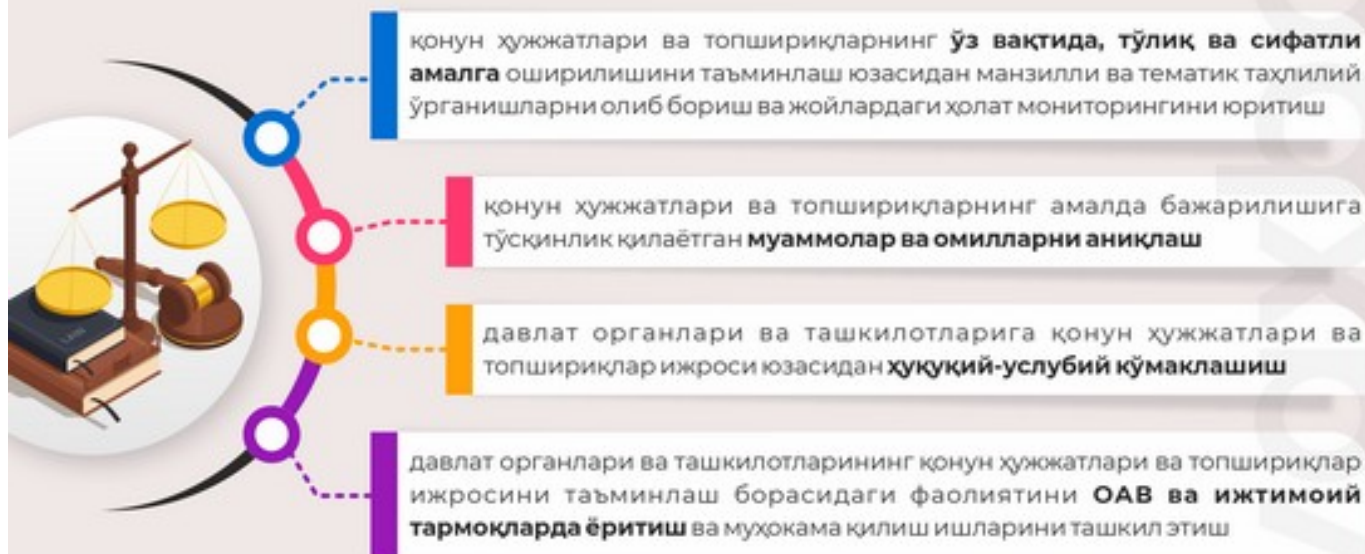 қонун ҳужжатлари ва топшириқларнинг ўз вақтида, тўлиқ ва сифатли
амалга оширилишини таъминлаш юзасидан манзилли ва тематик таҳлилий
ўрганишларни олиб бориш ва жойлардаги ҳолат мониторингини юритиш
қонун ҳужжатлари ва топшириқларнинг амалда бажарилишига
тўсқинлик қилаётган муаммолар ва омилларни аниқлаш
давлат органлари ва ташкилотларига қонун ҳужжатлари ва
топшириқлар ижроси юзасидан ҳуқуқий-услубий кўмаклашиш
давлат органлари ва ташкилотларининг қонун ҳужжатлари ва топшириқлар
ижросини таъминлаш борасидаги фаолиятини ОАВ ва ижтимоий
тармоқларда ёритиш ва муҳокама қилиш ишларини ташкил этиш
LAW